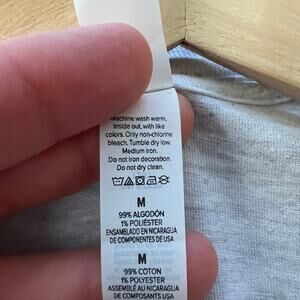 Machine wash warm,
inside out, with like
colors. Only non-chlorine
bleach. Tumble dry low.
Medium iron.
Do not iron decoration.
Do not dry clean.
M
99% ALGODÓN
1% POLIÉSTER
ENSAMBLADO EN NICARAGUA
DE COMPONENTES DE USA
M
99% COTON
1% POLYESTER
ASSEMBLÉ AU NICARAGUA
DE COMPOSANTS USA